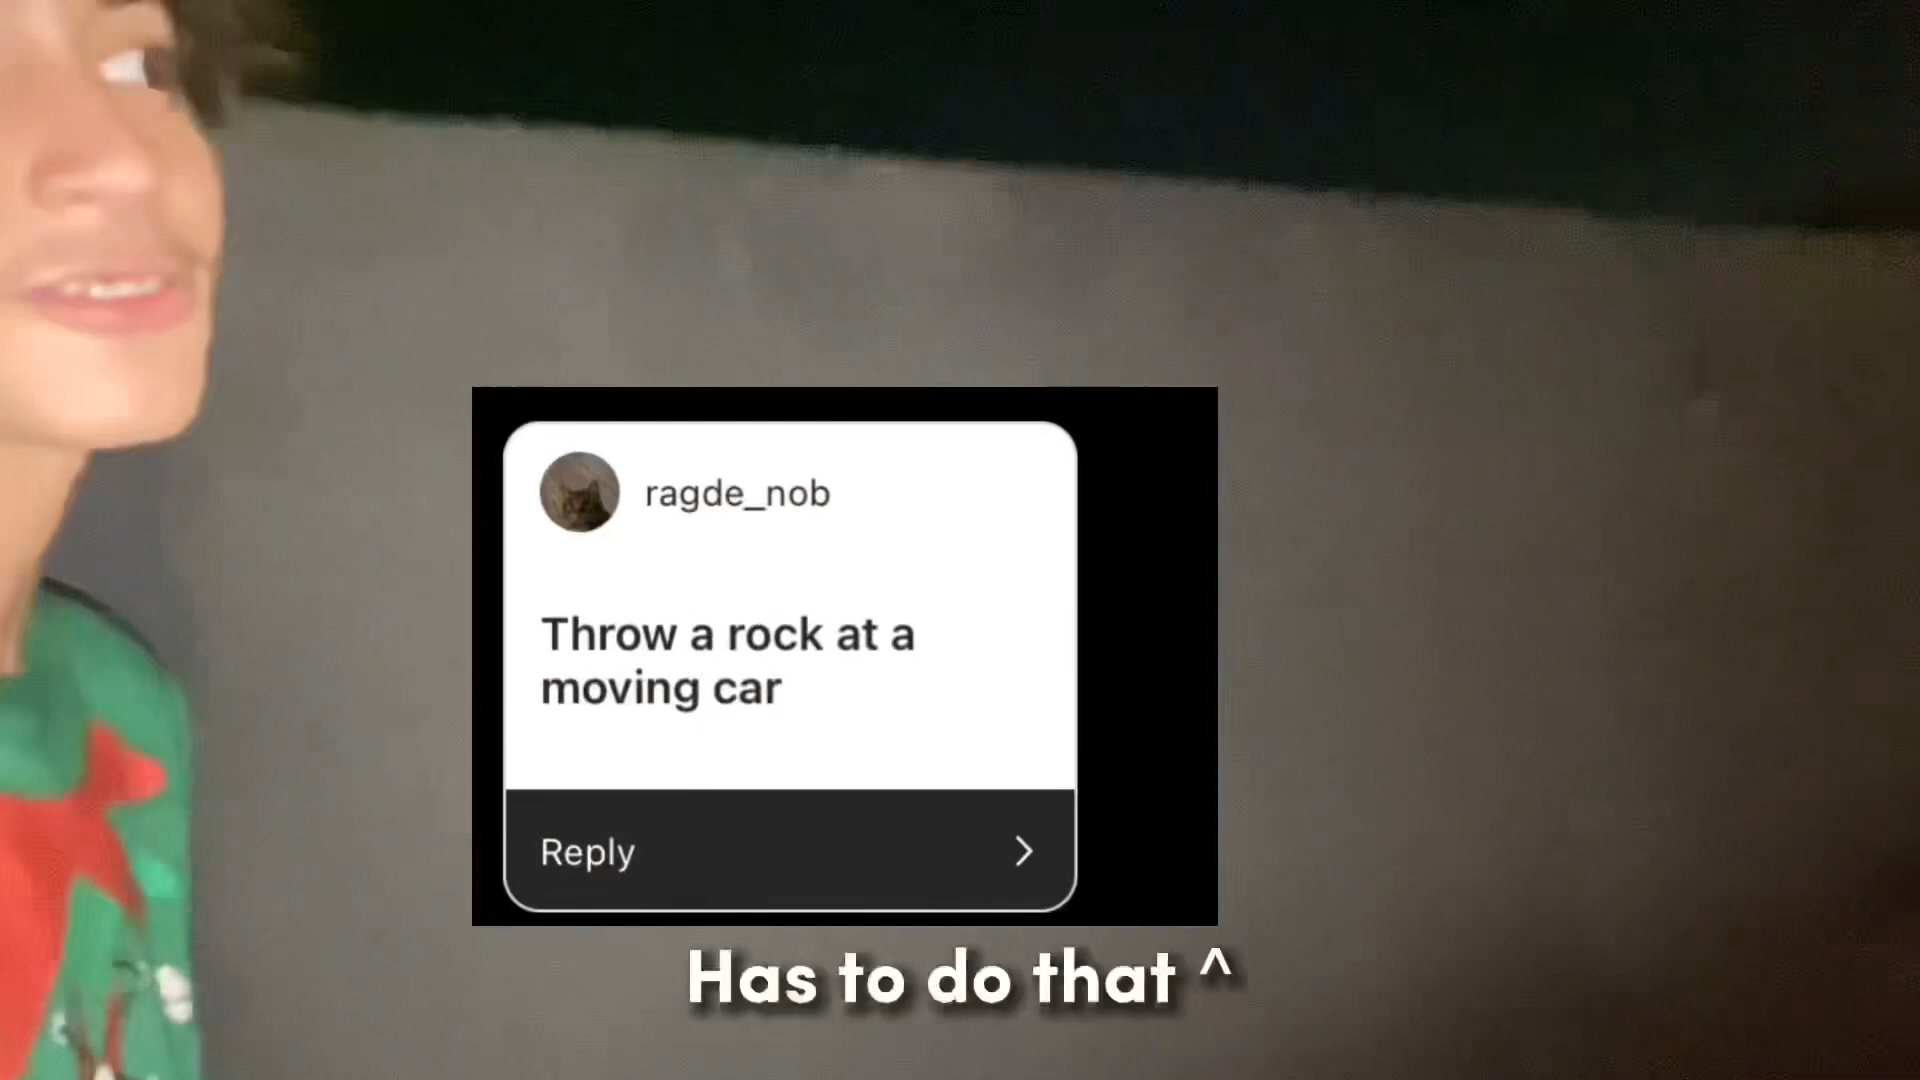 ragde_nob
Throw a rock at a
moving car
Reply
Has to do that ^